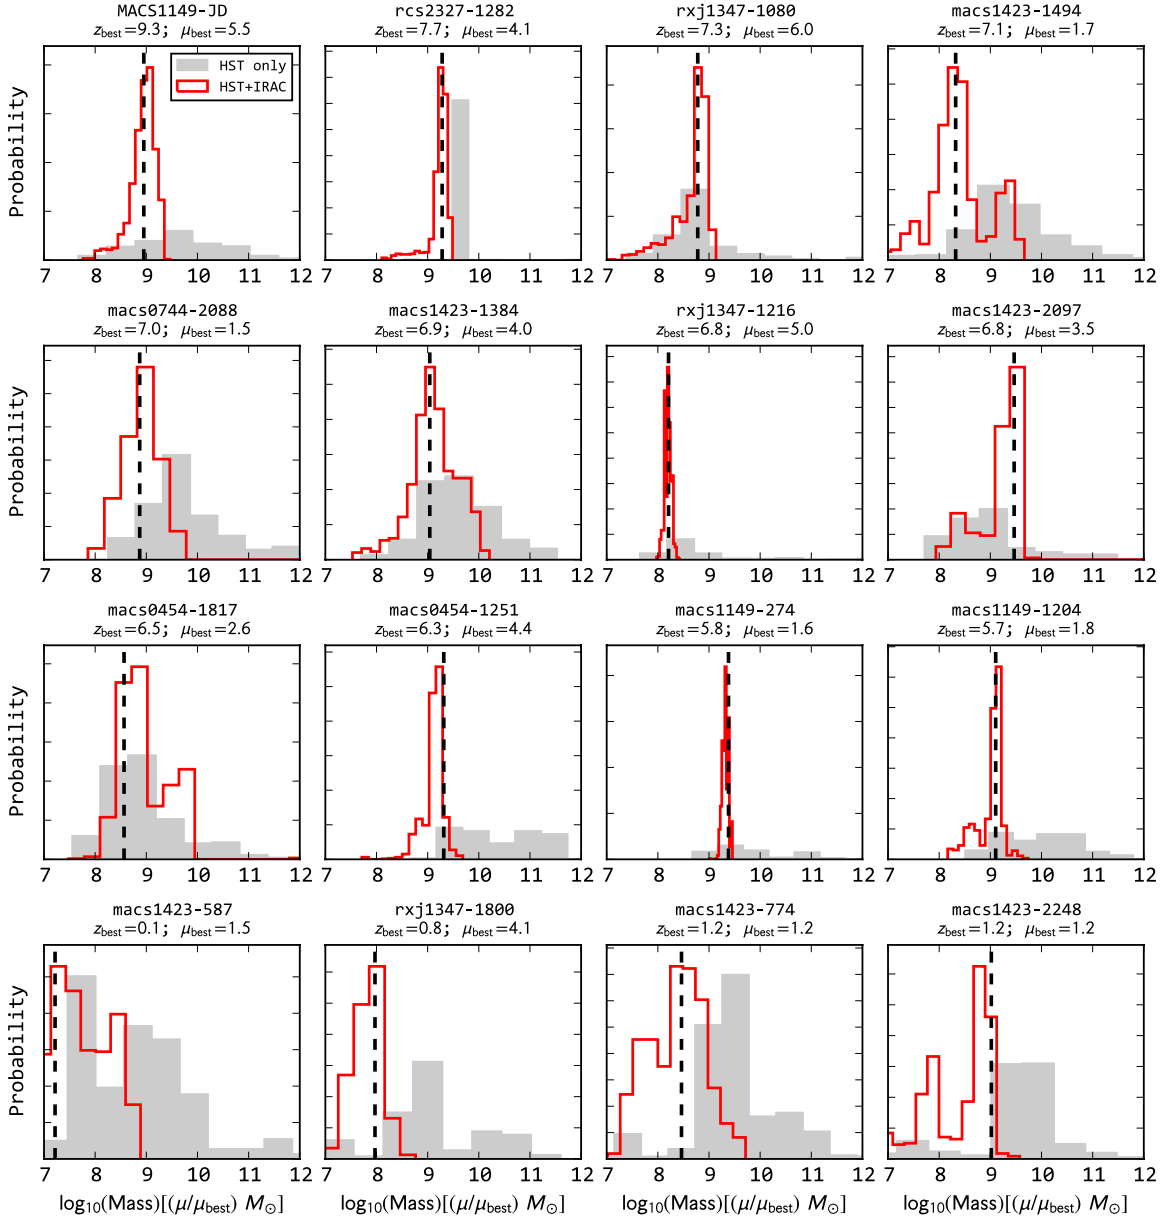 MACS1149-JD rcs2327-1282 rxj1347-1080 macs1423-1494
z_best=9.3; μ_best=5.5 z_best=7.7; μ_best=4.1 z_best=7.3; μ_best=6.0 z_best=7.1; μ_best=1.7
HST only
HST+IRAC
Probability
7 8 9 10 11 12 7 8 9 10 11 12 7 8 9 10 11 12 7 8 9 10 11 12
macs0744-2088 macs1423-1384 rxj1347-1216 macs1423-2097
z_best=7.0; μ_best=1.5 z_best=6.9; μ_best=4.0 z_best=6.8; μ_best=5.0 z_best=6.8; μ_best=3.5
Probability
7 8 9 10 11 12 7 8 9 10 11 12 7 8 9 10 11 12 7 8 9 10 11 12
macs0454-1817 macs0454-1251 macs1149-274 macs1149-1204
z_best=6.5; μ_best=2.6 z_best=6.3; μ_best=4.4 z_best=5.8; μ_best=1.6 z_best=5.7; μ_best=1.8
Probability
7 8 9 10 11 12 7 8 9 10 11 12 7 8 9 10 11 12 7 8 9 10 11 12
macs1423-587 rxj1347-1800 macs1423-774 macs1423-2248
z_best=0.1; μ_best=1.5 z_best=0.8; μ_best=4.1 z_best=1.2; μ_best=1.2 z_best=1.2; μ_best=1.2
Probability
7 8 9 10 11 12 7 8 9 10 11 12 7 8 9 10 11 12 7 8 9 10 11 12
log₁₀(Mass)[(μ/μ_best) M_⊙] log₁₀(Mass)[(μ/μ_best) M_⊙] log₁₀(Mass)[(μ/μ_best) M_⊙] log₁₀(Mass)[(μ/μ_best) M_⊙]